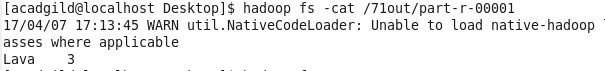 [acadgild@localhost Desktop]$ hadoop fs -cat /71out/part-r-00001
17/04/07 17:13:45 WARN util.NativeCodeLoader: Unable to load native-hadoop
asses where applicable
Lava    3